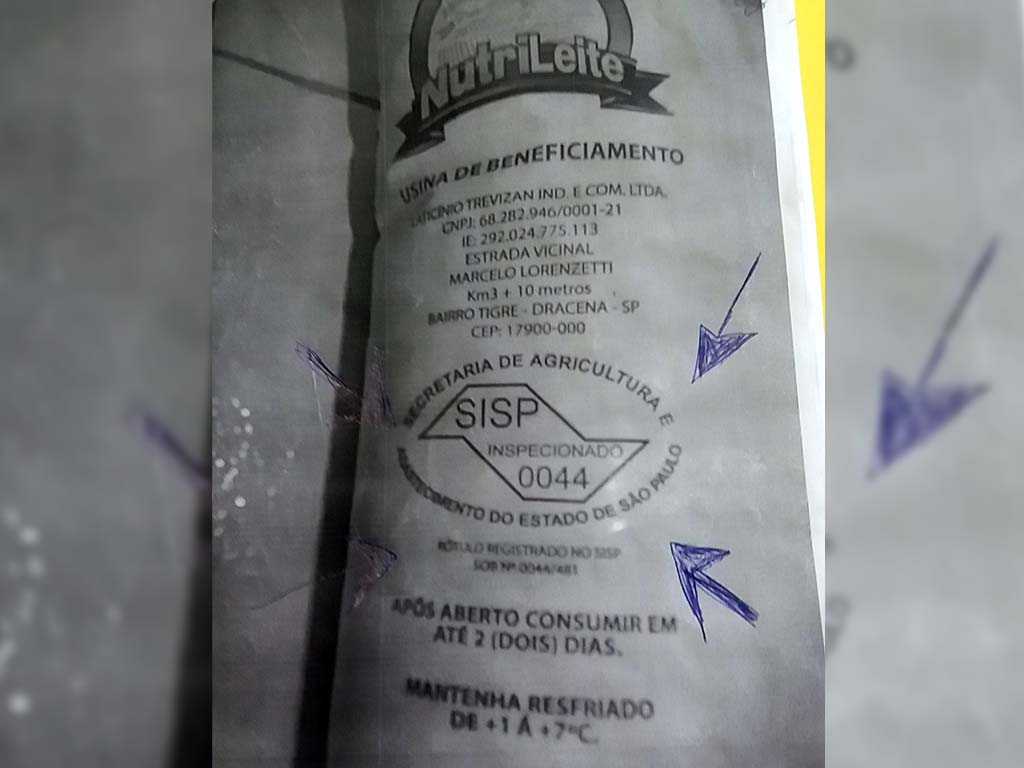 NutriLeite
USINA DE BENEFICIAMENTO
LATICÍNIO TREVIZAN IND. E COM. LTDA.
CNPJ: 68.282.946/0001-21
IE: 292.024.775.113
ESTRADA VICINAL
MARCELO LORENZETTI
Km3 + 10 metros
BAIRRO TIGRE - DRACENA - SP
CEP: 17900-000
SECRETARIA DE AGRICULTURA E
SISP
INSPECIONADO
0044
ABASTECIMENTO DO ESTADO DE SÃO PAULO
RÓTULO REGISTRADO NO SISP
SOB Nº 0044/481
APÓS ABERTO CONSUMIR EM
ATÉ 2 (DOIS) DIAS.
MANTENHA RESFRIADO
DE +1 Á +7ºC.